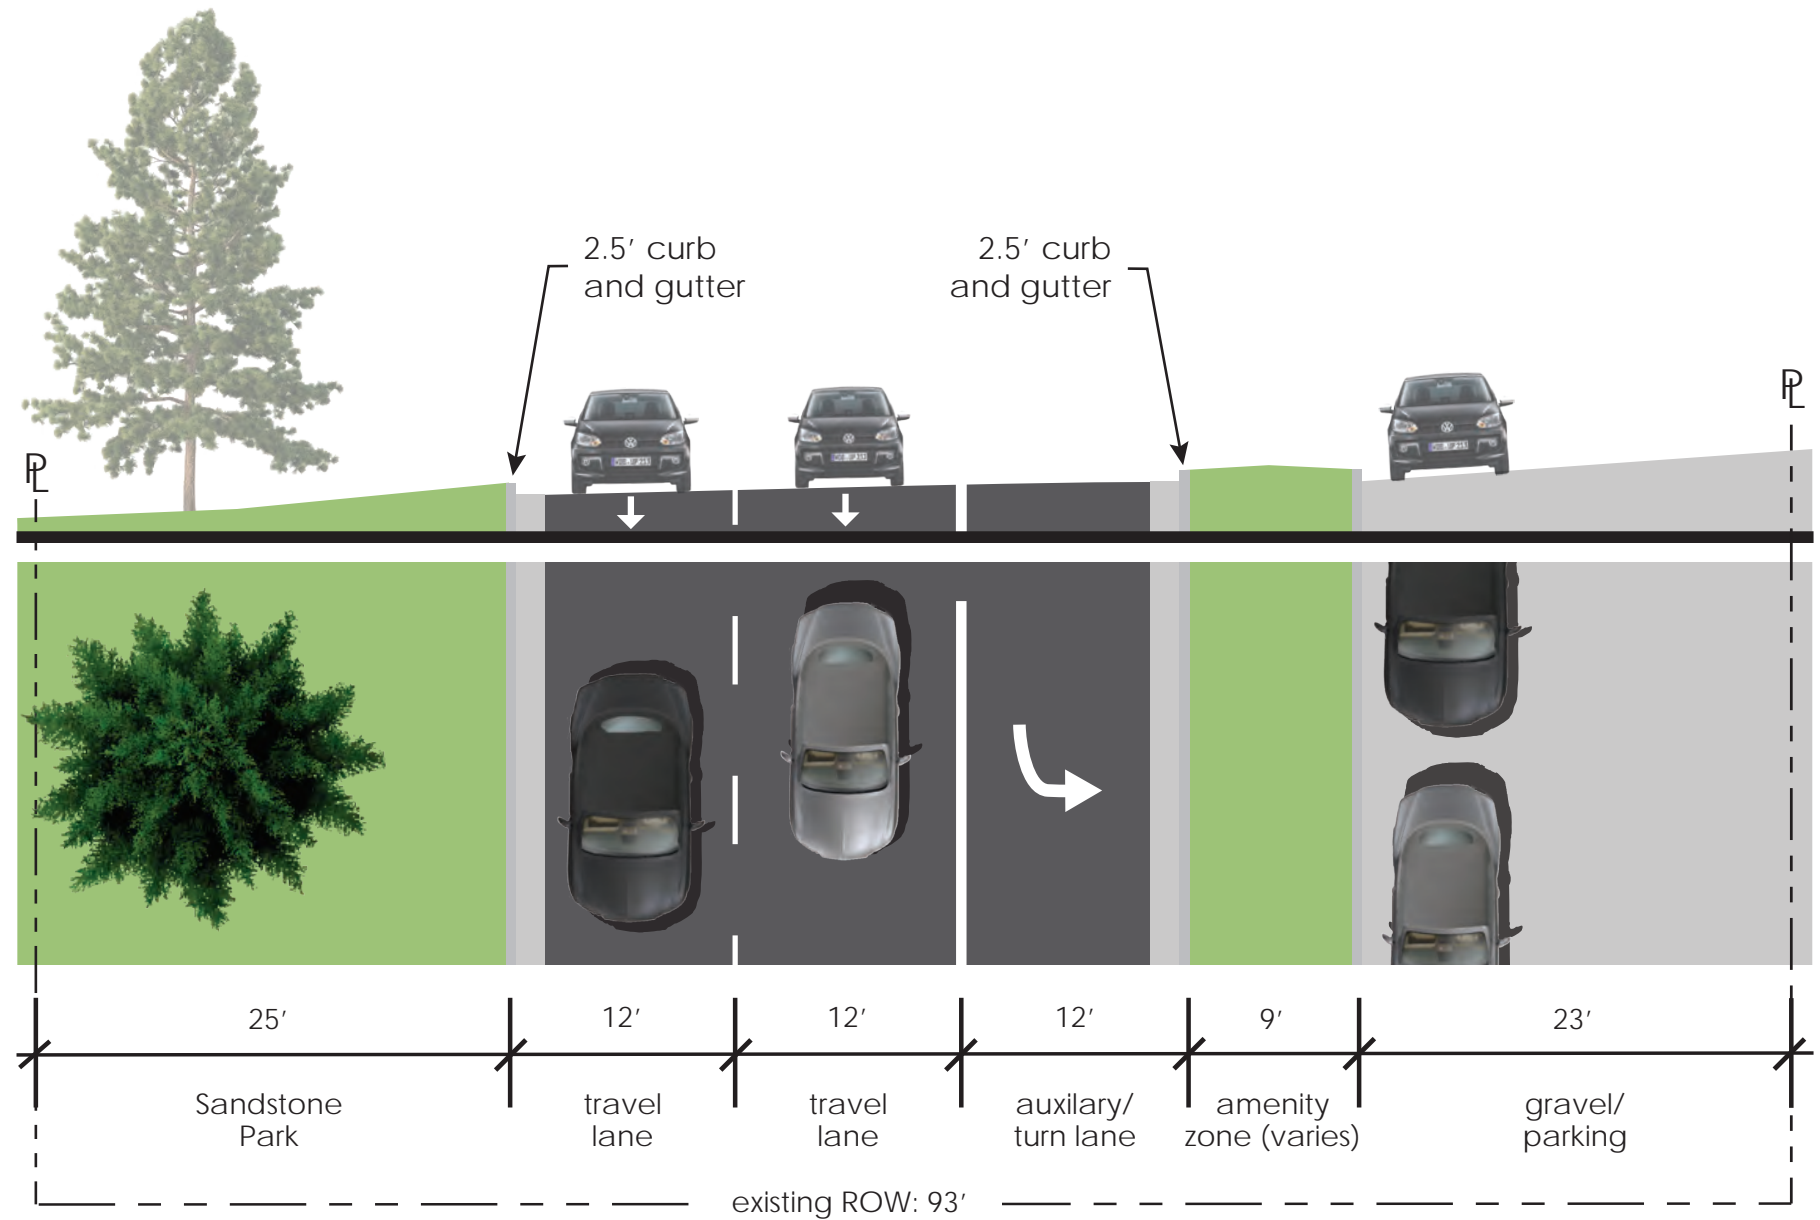 2.5' curb
and gutter
2.5' curb
and gutter
PL
PL
25'
12'
12'
12'
9'
23'
Sandstone
Park
travel
lane
travel
lane
auxilary/
turn lane
amenity
zone (varies)
gravel/
parking
existing ROW: 93'